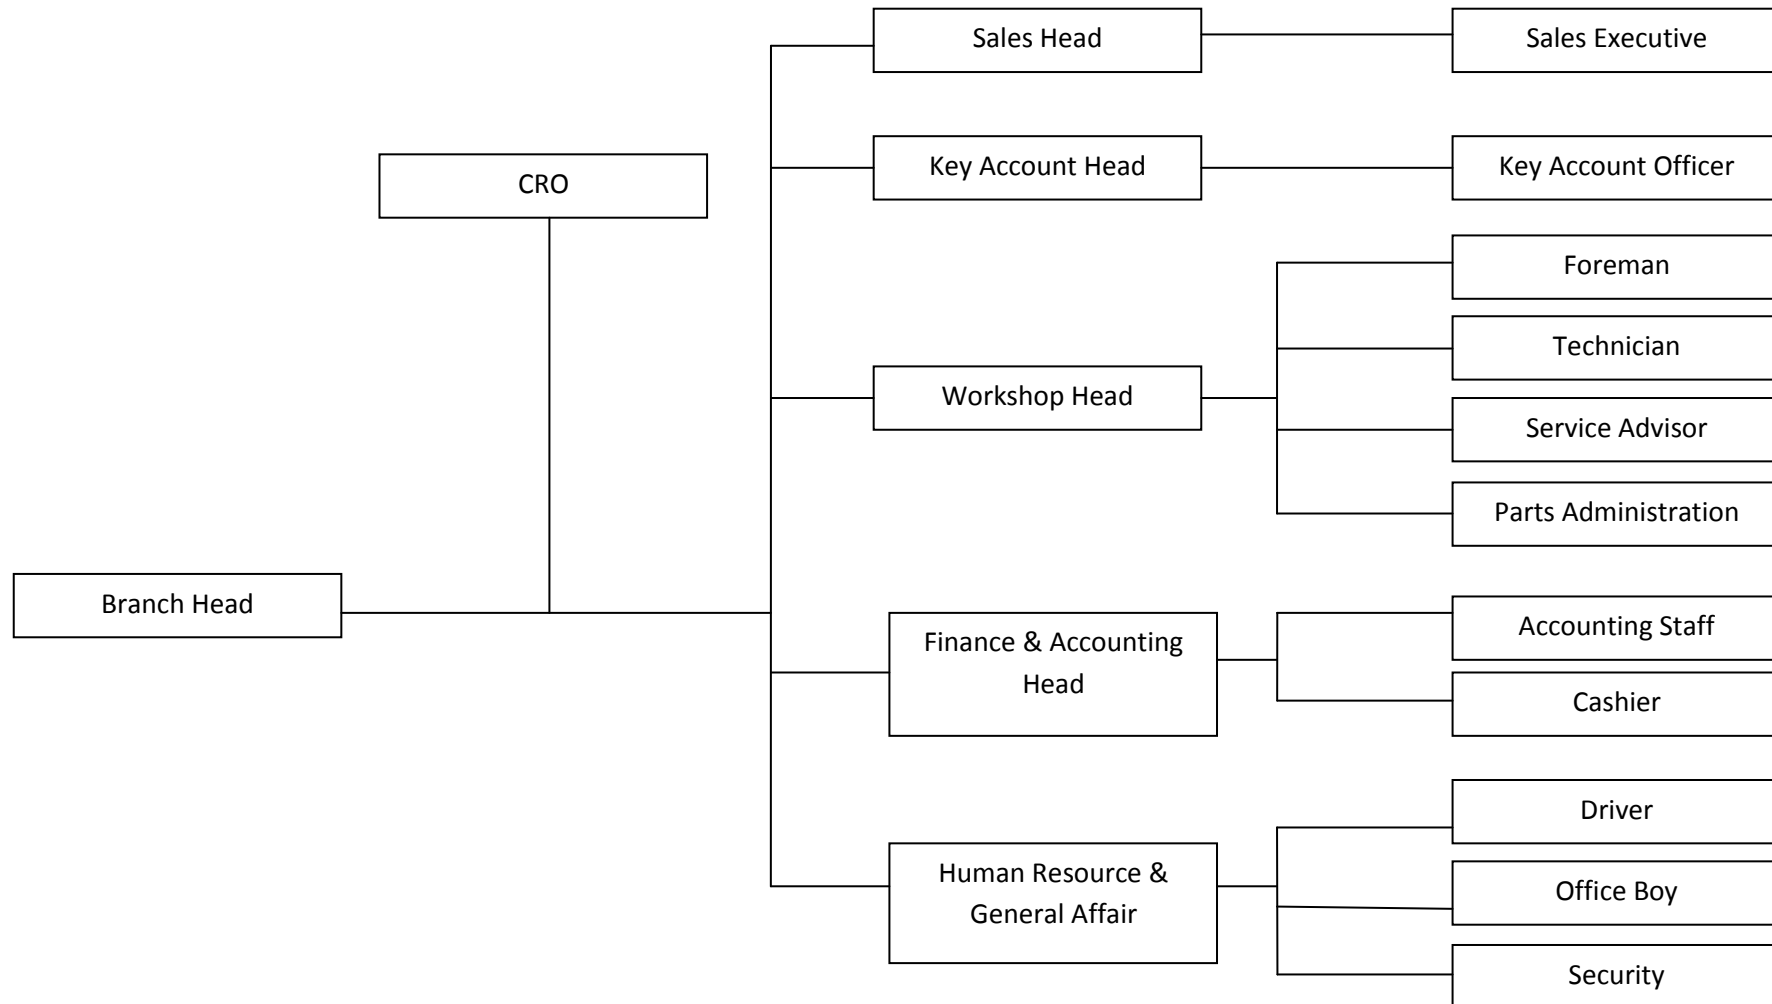 Sales Head
Sales Executive
Key Account Head
Key Account Officer
CRO
Foreman
Technician
Workshop Head
Service Advisor
Parts Administration
Branch Head
Finance & Accounting
Head
Accounting Staff
Cashier
Driver
Human Resource &
General Affair
Office Boy
Security